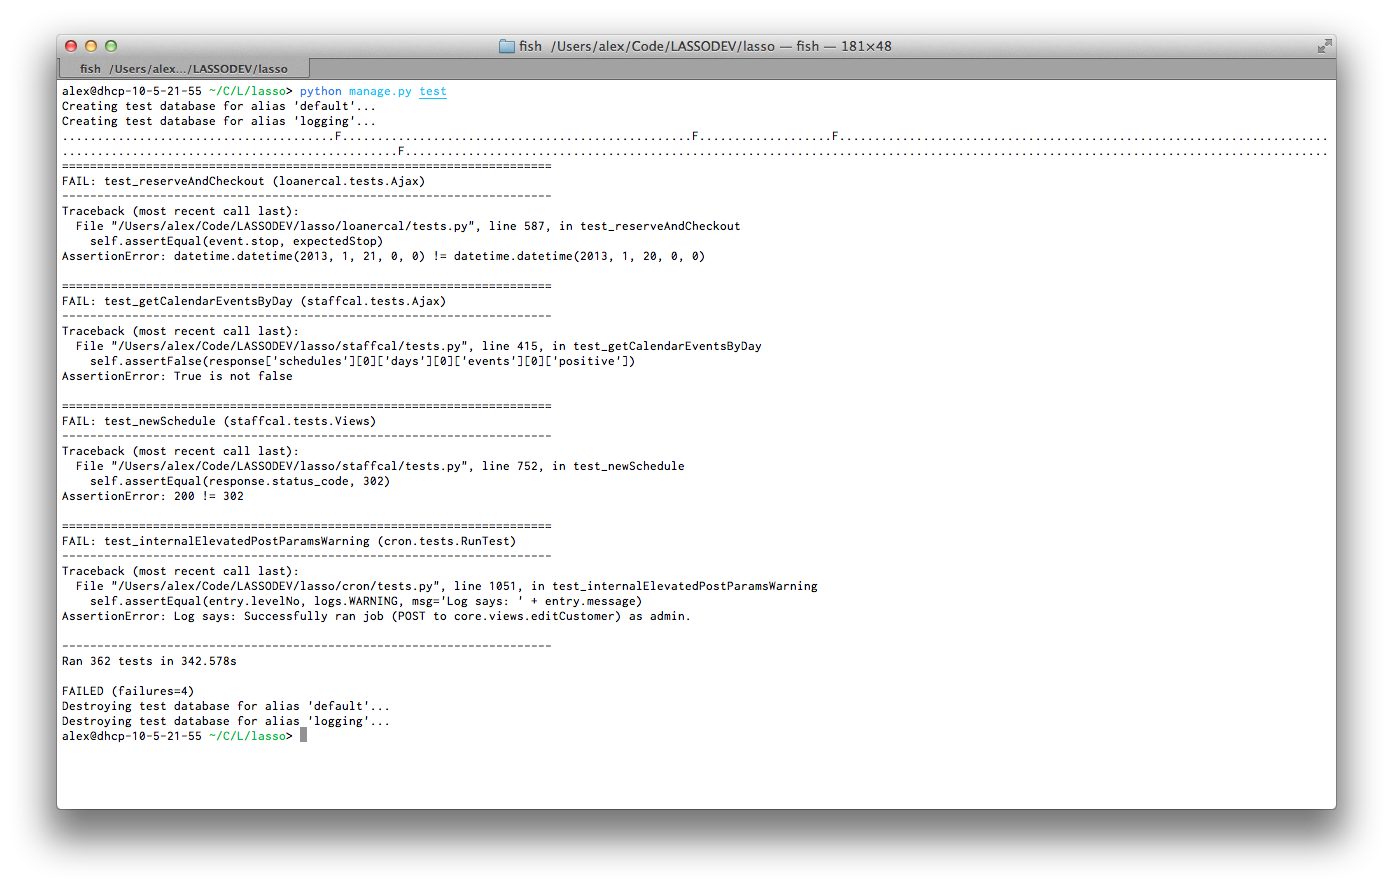 fish  /Users/alex/Code/LASSODEV/lasso — fish — 181×48
fish  /Users/alex.../LASSODEV/lasso
alex@dhcp-10-5-21-55 ~/C/L/lasso> python manage.py test
Creating test database for alias 'default'...
Creating test database for alias 'logging'...
.......................................F..................................................F...................F......................................................................
................................................F....................................................................................................................................
======================================================================
FAIL: test_reserveAndCheckout (loanercal.tests.Ajax)
----------------------------------------------------------------------
Traceback (most recent call last):
  File "/Users/alex/Code/LASSODEV/lasso/loanercal/tests.py", line 587, in test_reserveAndCheckout
    self.assertEqual(event.stop, expectedStop)
AssertionError: datetime.datetime(2013, 1, 21, 0, 0) != datetime.datetime(2013, 1, 20, 0, 0)
======================================================================
FAIL: test_getCalendarEventsByDay (staffcal.tests.Ajax)
----------------------------------------------------------------------
Traceback (most recent call last):
  File "/Users/alex/Code/LASSODEV/lasso/staffcal/tests.py", line 415, in test_getCalendarEventsByDay
    self.assertFalse(response['schedules'][0]['days'][0]['events'][0]['positive'])
AssertionError: True is not false
======================================================================
FAIL: test_newSchedule (staffcal.tests.Views)
----------------------------------------------------------------------
Traceback (most recent call last):
  File "/Users/alex/Code/LASSODEV/lasso/staffcal/tests.py", line 752, in test_newSchedule
    self.assertEqual(response.status_code, 302)
AssertionError: 200 != 302
======================================================================
FAIL: test_internalElevatedPostParamsWarning (cron.tests.RunTest)
----------------------------------------------------------------------
Traceback (most recent call last):
  File "/Users/alex/Code/LASSODEV/lasso/cron/tests.py", line 1051, in test_internalElevatedPostParamsWarning
    self.assertEqual(entry.levelNo, logs.WARNING, msg='Log says: ' + entry.message)
AssertionError: Log says: Successfully ran job (POST to core.views.editCustomer) as admin.
----------------------------------------------------------------------
Ran 362 tests in 342.578s
FAILED (failures=4)
Destroying test database for alias 'default'...
Destroying test database for alias 'logging'...
alex@dhcp-10-5-21-55 ~/C/L/lasso>